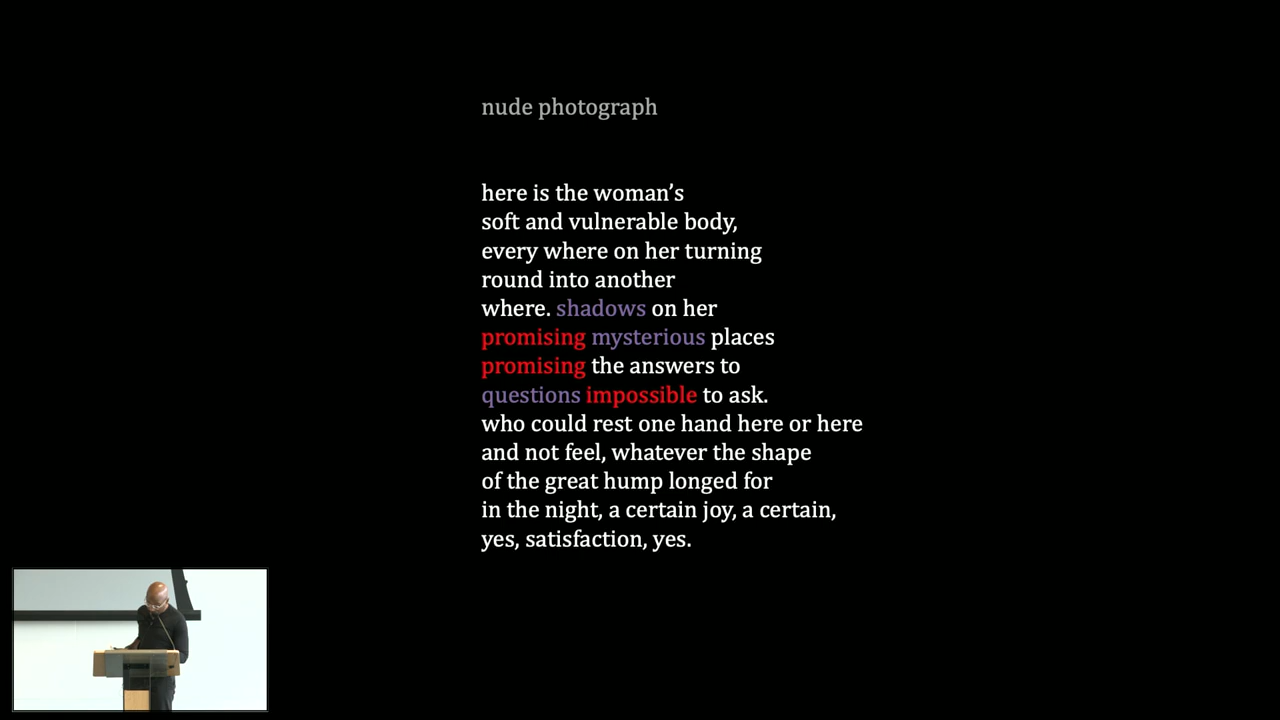 nude photograph
here is the woman’s
soft and vulnerable body,
every where on her turning
round into another
where. shadows on her
promising mysterious places
promising the answers to
questions impossible to ask.
who could rest one hand here or here
and not feel, whatever the shape
of the great hump longed for
in the night, a certain joy, a certain,
yes, satisfaction, yes.